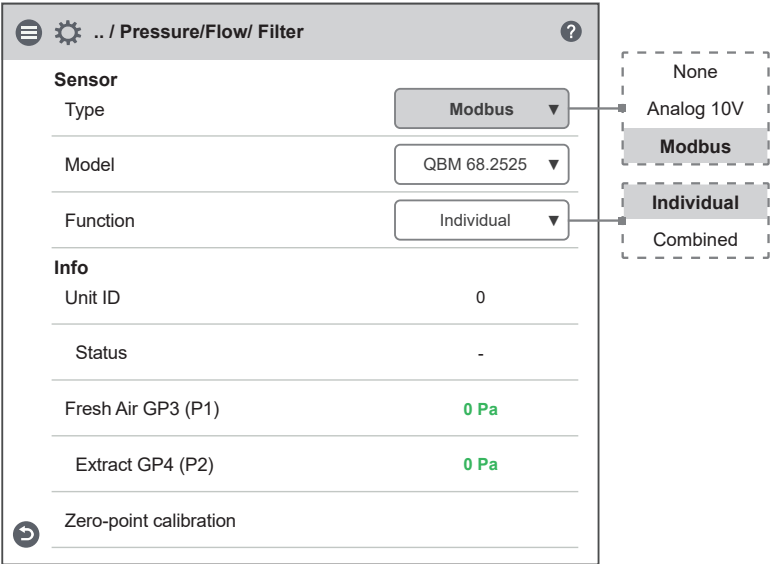 .. / Pressure/Flow/ Filter ?
Sensor
Type Modbus ▼
Model QBM 68.2525 ▼
Function Individual ▼
Info
Unit ID 0
Status -
Fresh Air GP3 (P1) 0 Pa
Extract GP4 (P2) 0 Pa
Zero-point calibration
None
Analog 10V
Modbus
Individual
Combined